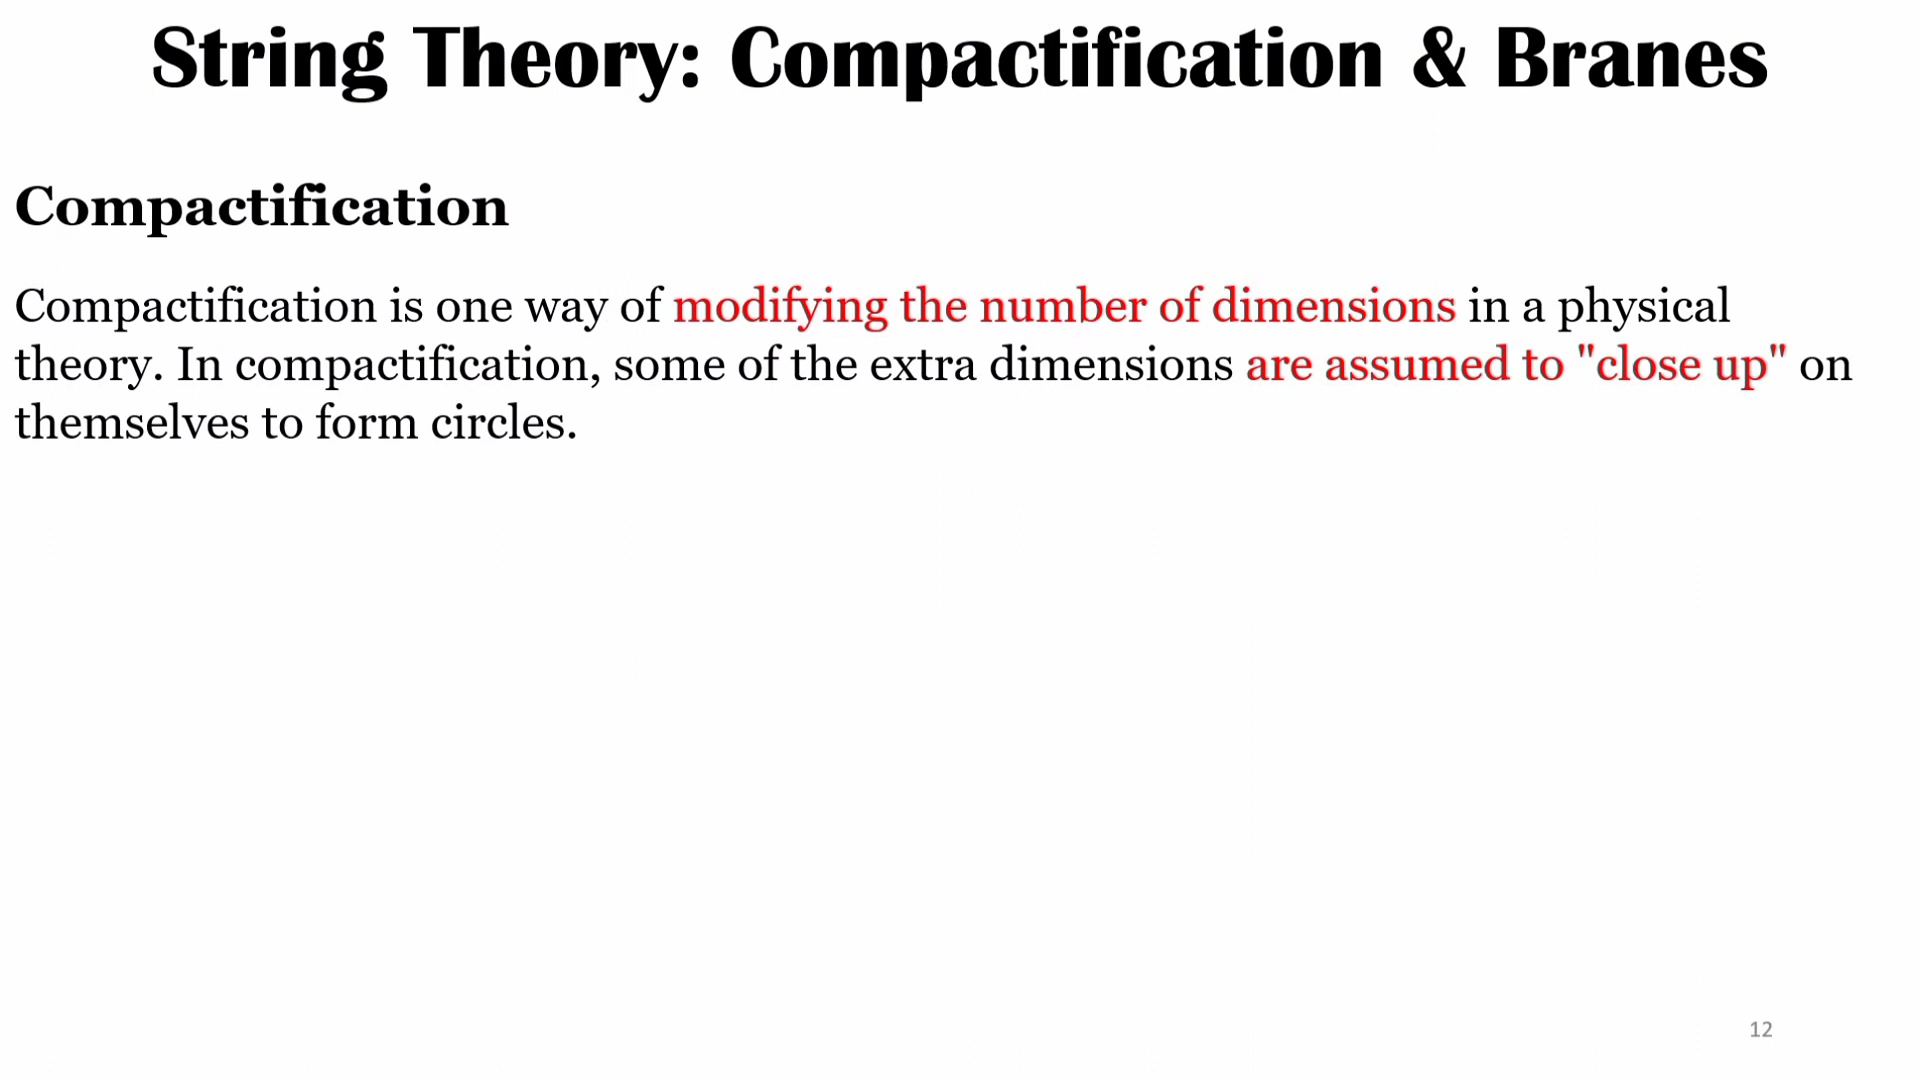 String Theory: Compactification & Branes
Compactification
Compactification is one way of modifying the number of dimensions in a physical
theory. In compactification, some of the extra dimensions are assumed to "close up" on
themselves to form circles.
12